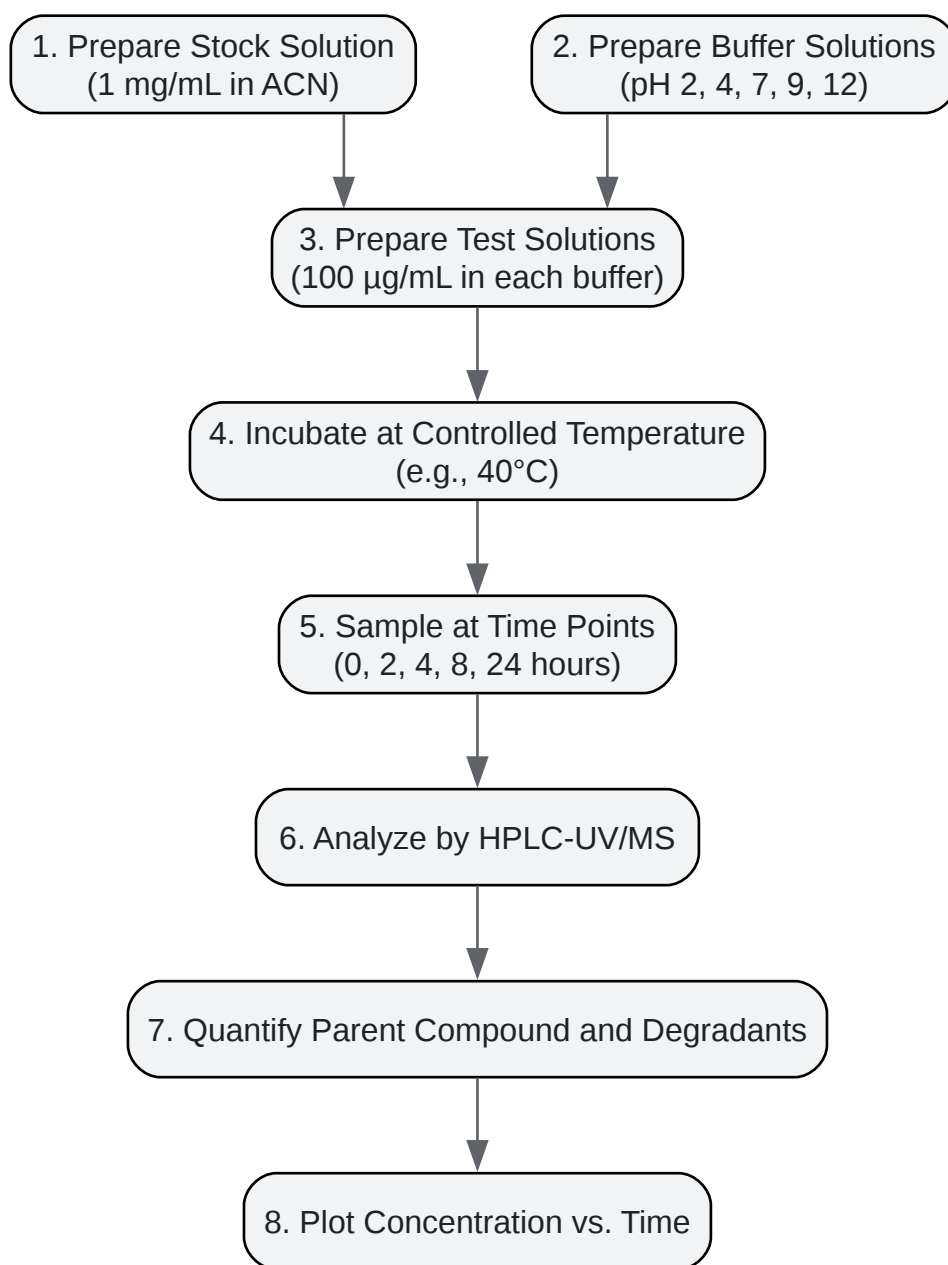 1. Prepare Stock Solution
(1 mg/mL in ACN)
2. Prepare Buffer Solutions
(pH 2, 4, 7, 9, 12)
3. Prepare Test Solutions
(100 µg/mL in each buffer)
4. Incubate at Controlled Temperature
(e.g., 40°C)
5. Sample at Time Points
(0, 2, 4, 8, 24 hours)
6. Analyze by HPLC-UV/MS
7. Quantify Parent Compound and Degradants
8. Plot Concentration vs. Time